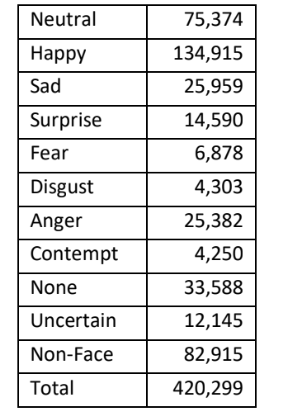 Neutral 75,374
Happy 134,915
Sad 25,959
Surprise 14,590
Fear 6,878
Disgust 4,303
Anger 25,382
Contempt 4,250
None 33,588
Uncertain 12,145
Non-Face 82,915
Total 420,299